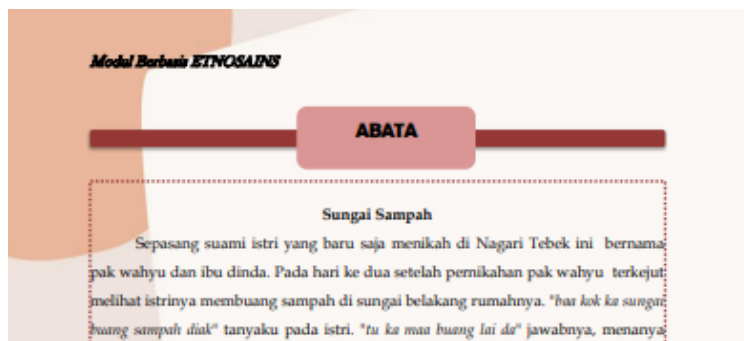 Modul Berbasis ETNOSAINS
ABATA
Sungai Sampah
Sepasang suami istri yang baru saja menikah di Nagari Tebek ini bernama
pak wahyu dan ibu dinda. Pada hari ke dua setelah pernikahan pak wahyu terkejut
melihat istrinya membuang sampah di sungai belakang rumahnya. "baa kok ka sungai
buang sampah diak" tanyaku pada istri. "tu ka maa buang lai da" jawabnya, menanya